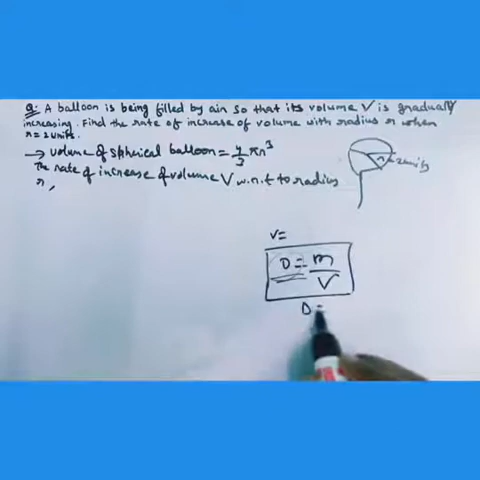 Q: A balloon is being filled by air so that its volume V is gradually
increasing. Find the rate of increase of volume with radius r when
r = 2 units.
→ volume of spherical balloon = 4/3 πr³
r = 2 units
The rate of increase of volume V w.r.t to radius
r,
V=
D = m/V
D =